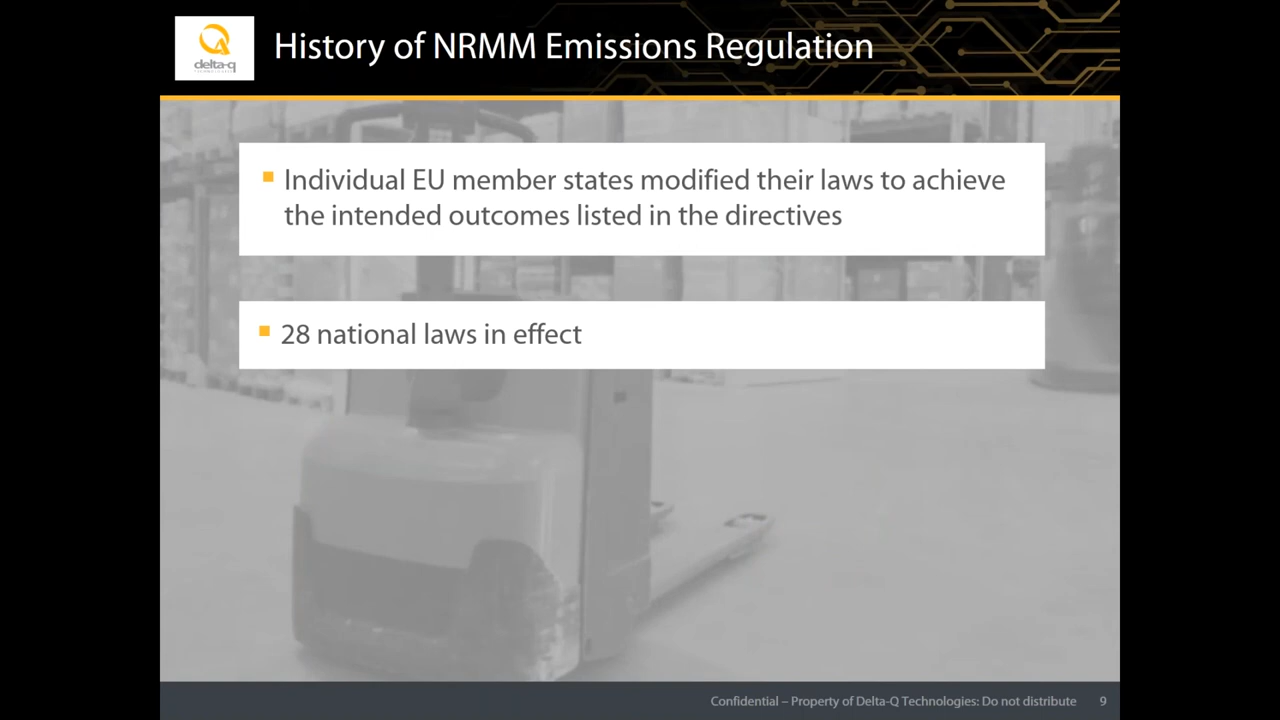 delta-q
TECHNOLOGIES
History of NRMM Emissions Regulation
Individual EU member states modified their laws to achieve
the intended outcomes listed in the directives
28 national laws in effect
Confidential – Property of Delta-Q Technologies: Do not distribute 9